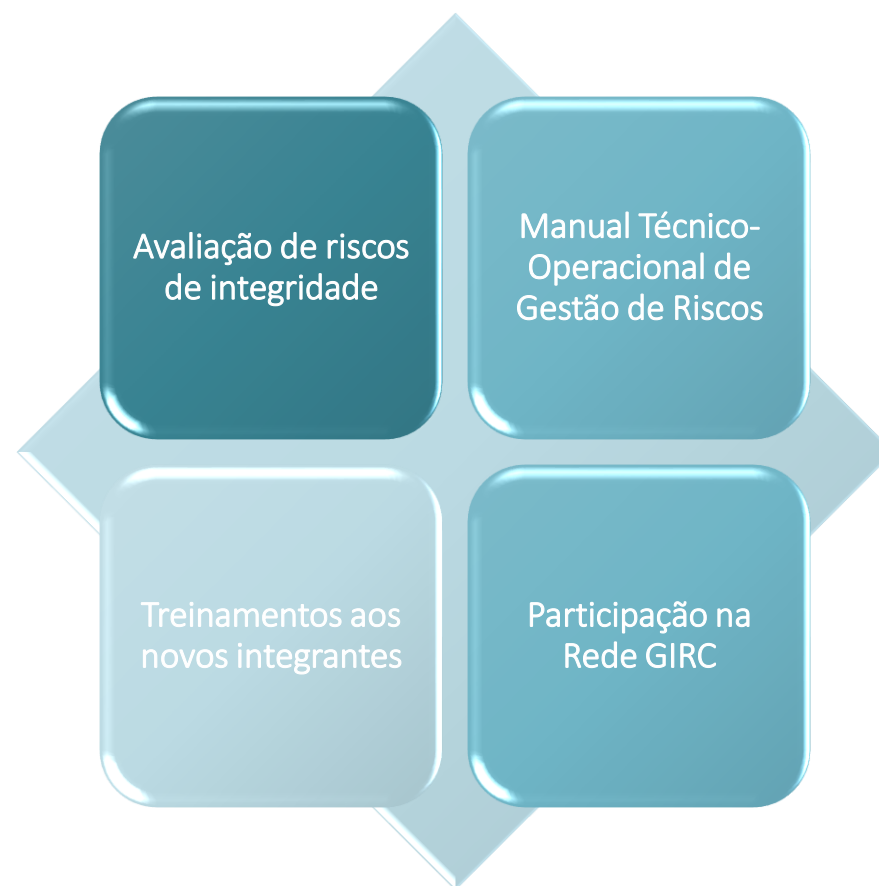 Avaliação de riscos
de integridade
Manual Técnico-
Operacional de
Gestão de Riscos
Treinamentos aos
novos integrantes
Participação na
Rede GIRC